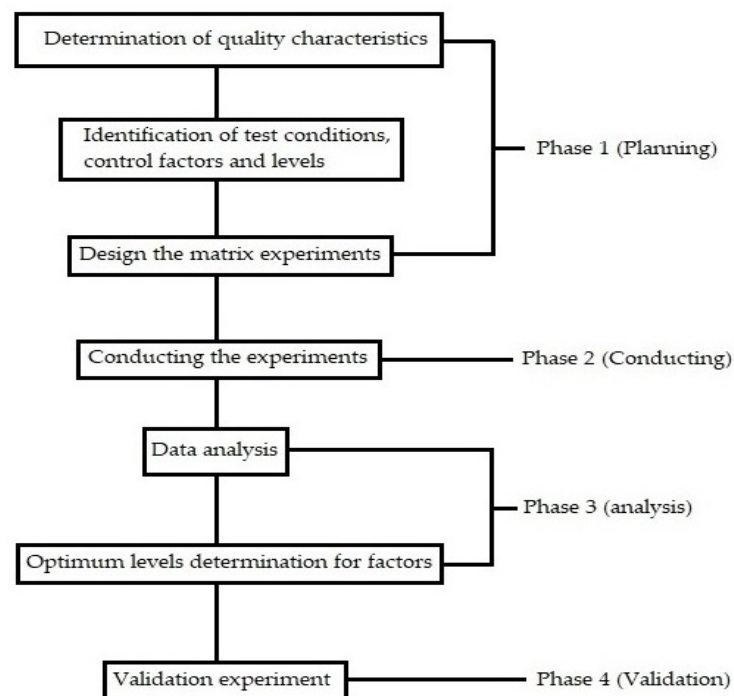 Determination of quality characteristics
Identification of test conditions,
control factors and levels
Phase 1 (Planning)
Design the matrix experiments
Conducting the experiments
Phase 2 (Conducting)
Data analysis
Phase 3 (analysis)
Optimum levels determination for factors
Validation experiment
Phase 4 (Validation)